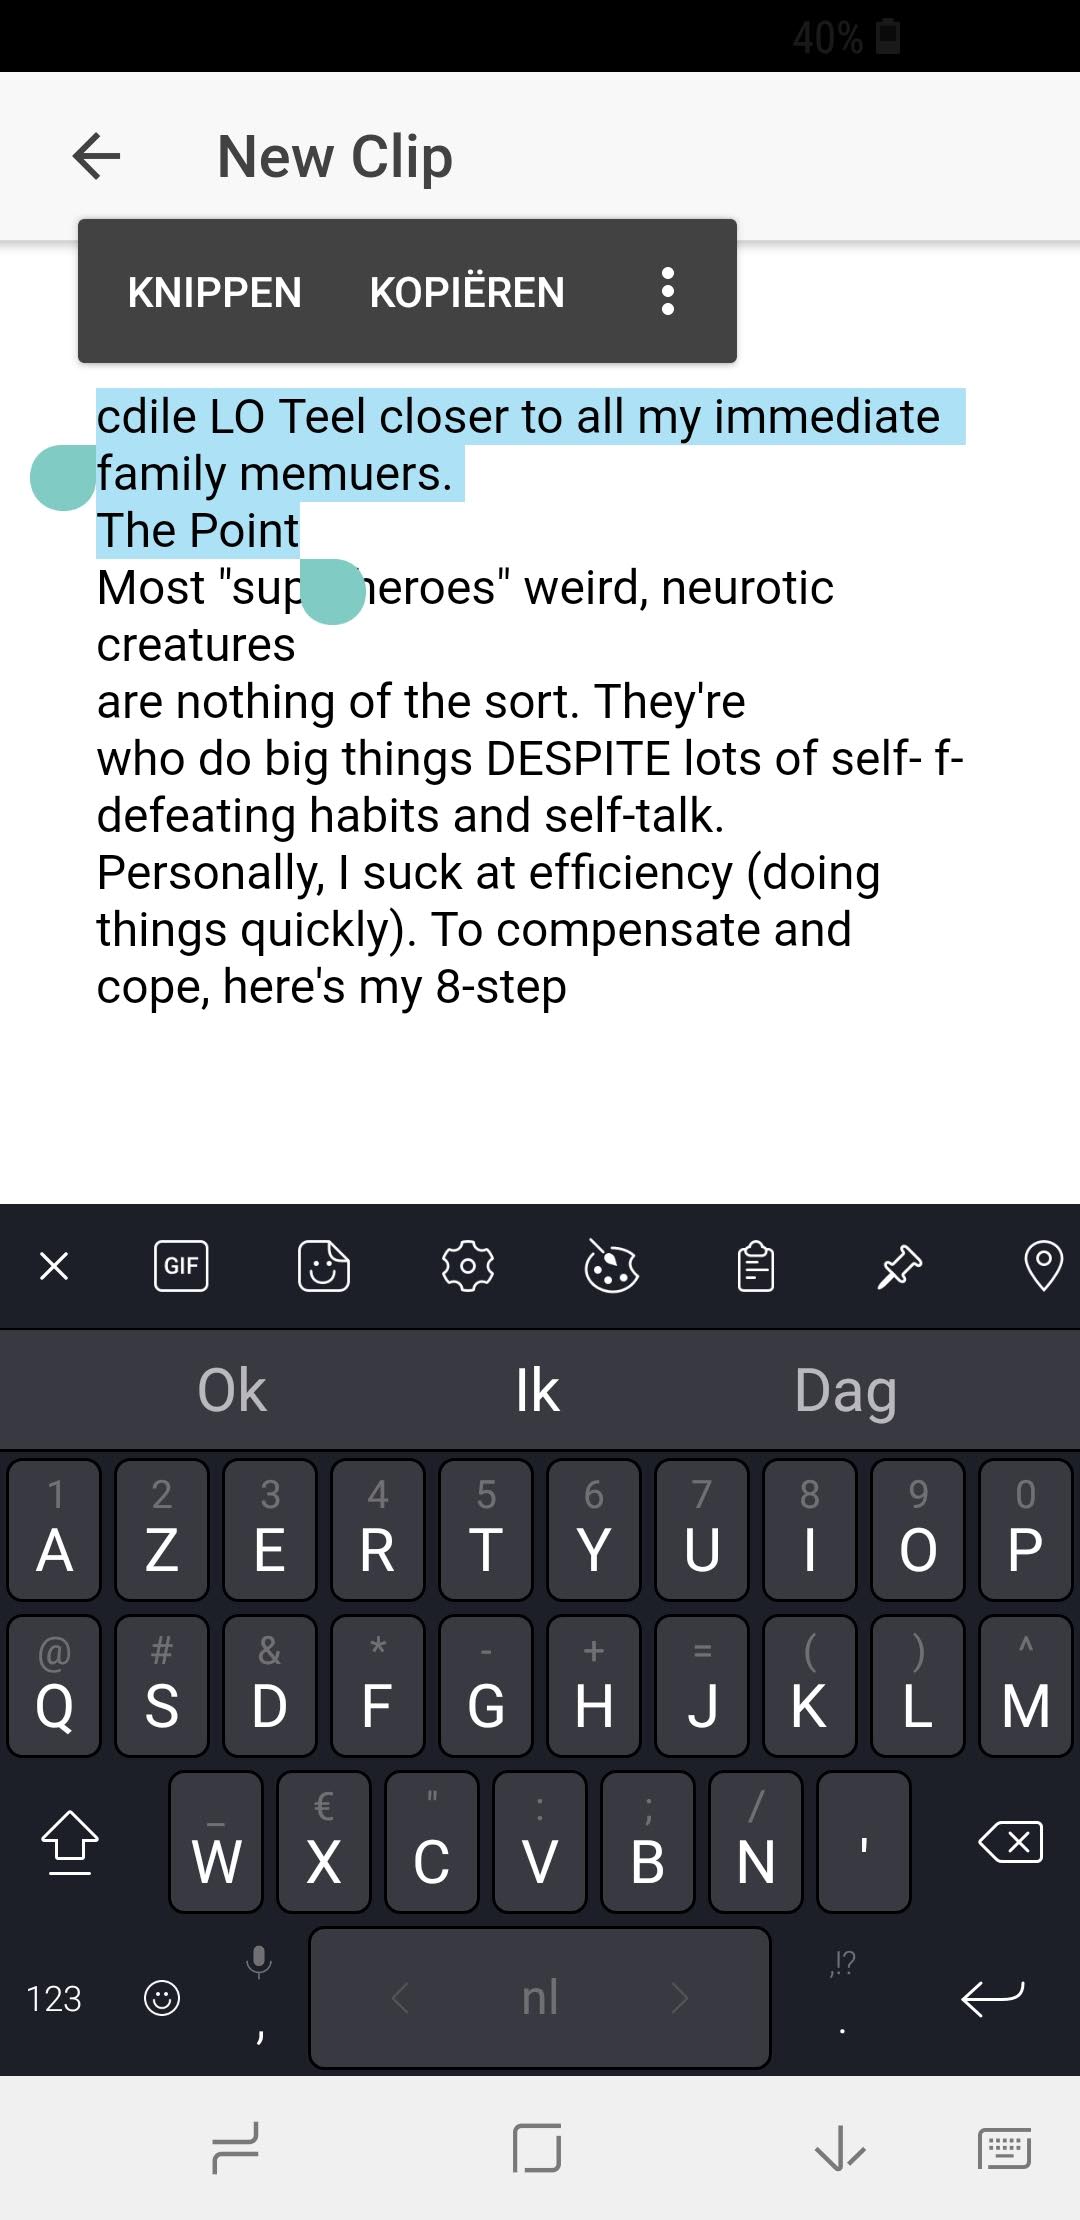 40%
New Clip
KNIPPEN KOPIËREN
cdile LO Teel closer to all my immediate
family memuers.
The Point
Most "sup heroes" weird, neurotic
creatures
are nothing of the sort. They're
who do big things DESPITE lots of self- f-
defeating habits and self-talk.
Personally, I suck at efficiency (doing
things quickly). To compensate and
cope, here's my 8-step
GIF
Ok Ik Dag
1 2 3 4 5 6 7 8 9 0
A Z E R T Y U I O P
@ # & * - + = ( ) ^
Q S D F G H J K L M
_ € " : ; /
W X C V B N '
,!?
123 , < nl > .